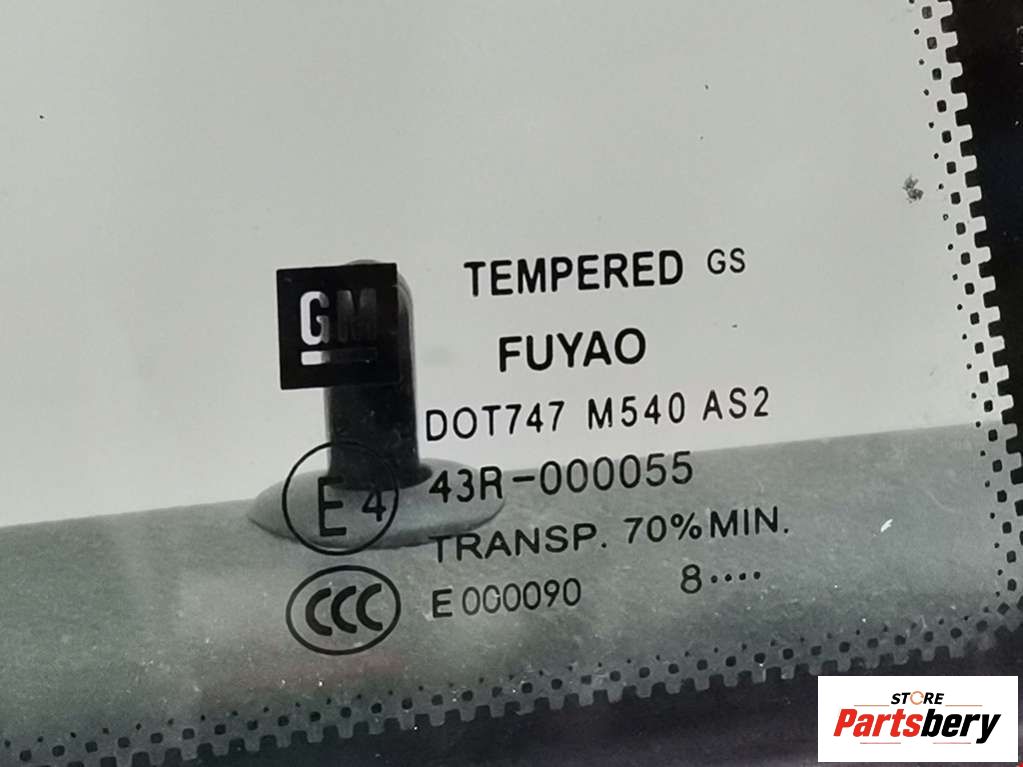 TEMPERED GS
GM
FUYAO
DOT747 M540 AS2
E4 43R-000055
TRANSP. 70% MIN.
CCC E000090 8....
STORE
Partsbery